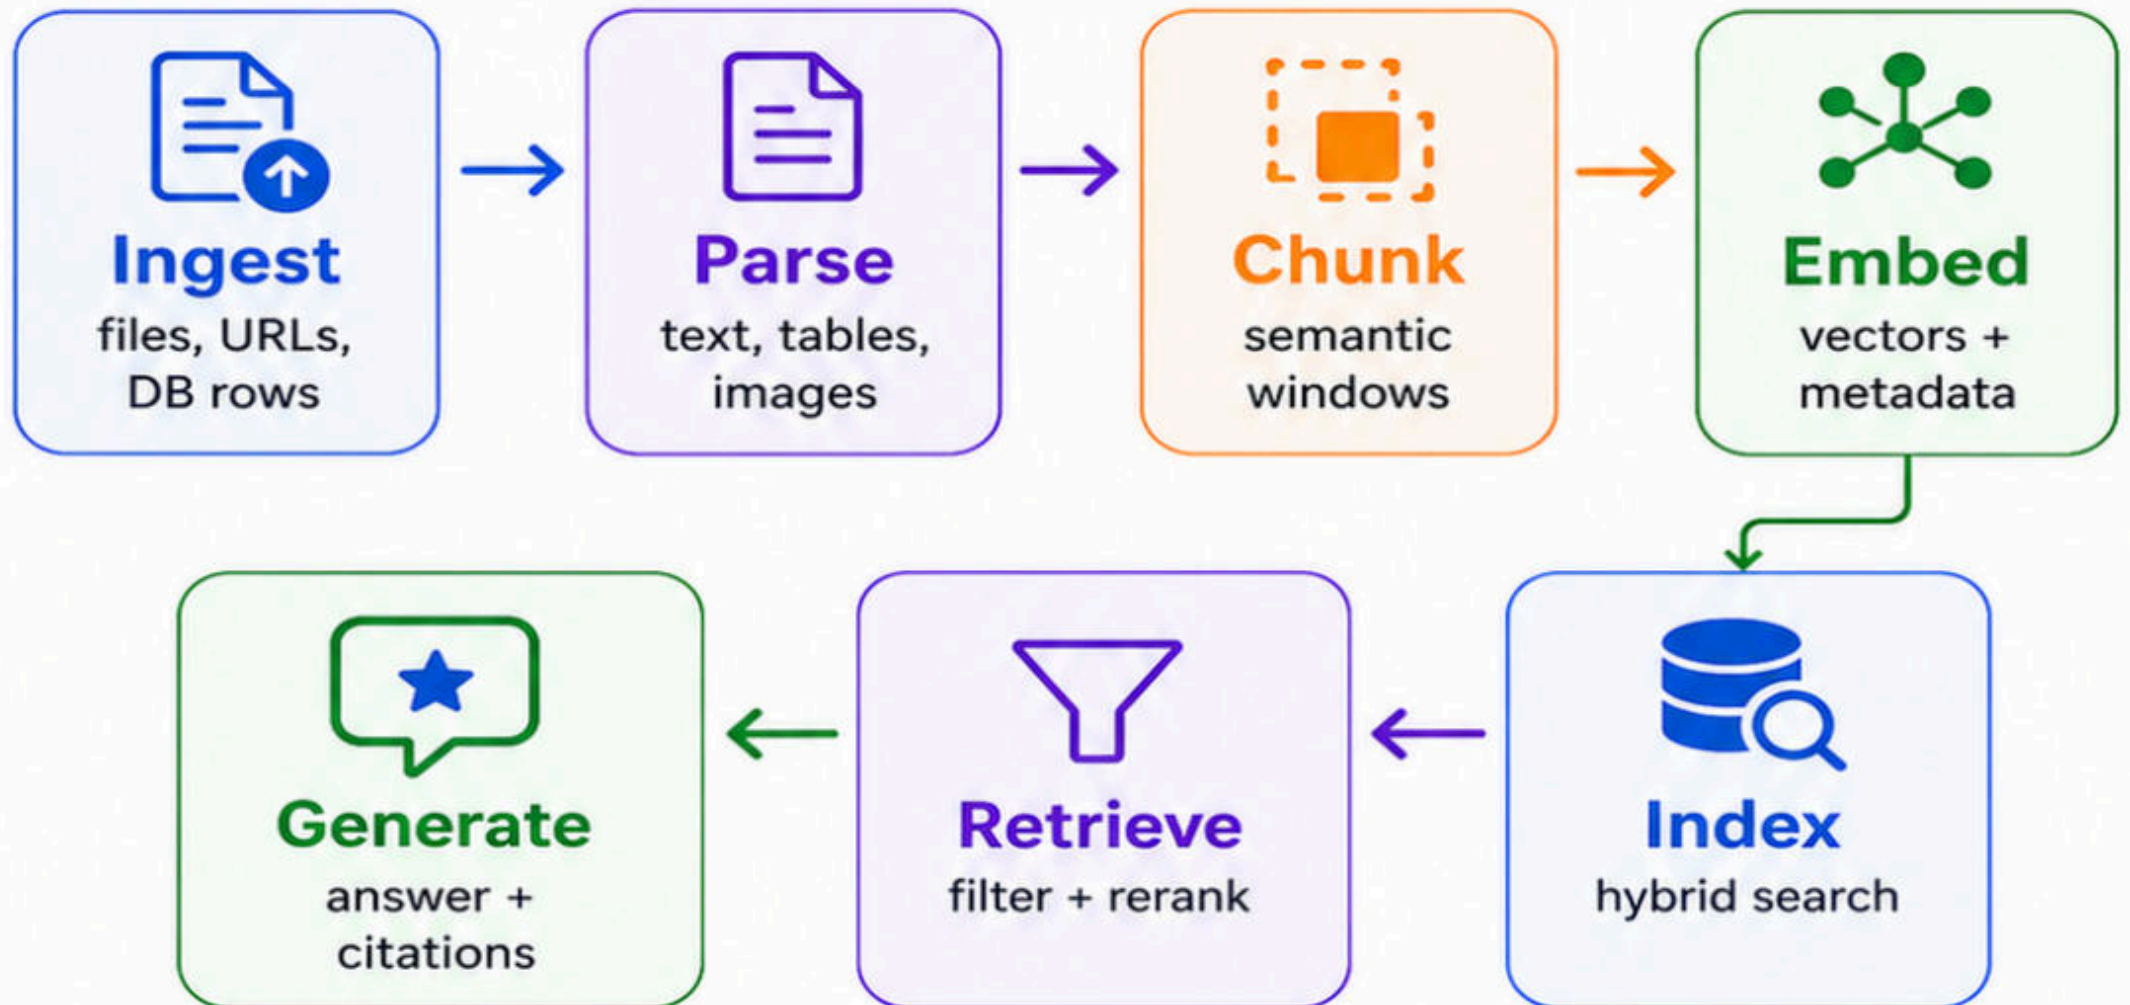 Ingest
files, URLs,
DB rows
Parse
text, tables,
images
Chunk
semantic
windows
Embed
vectors +
metadata
Index
hybrid search
Retrieve
filter + rerank
Generate
answer +
citations